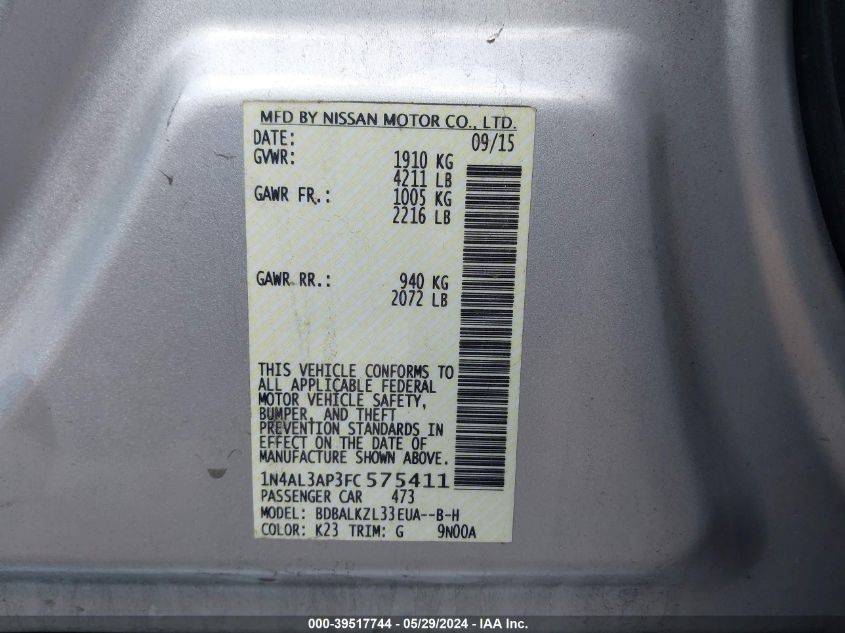 MFD BY NISSAN MOTOR CO., LTD.
DATE: 09/15
GVWR: 1910 KG
4211 LB
GAWR FR.: 1005 KG
2216 LB
GAWR RR.: 940 KG
2072 LB
THIS VEHICLE CONFORMS TO
ALL APPLICABLE FEDERAL
MOTOR VEHICLE SAFETY,
BUMPER, AND THEFT
PREVENTION STANDARDS IN
EFFECT ON THE DATE OF
MANUFACTURE SHOWN ABOVE.
1N4AL3AP3FC575411
PASSENGER CAR 473
MODEL: BDBALKZL33EUA--B-H
COLOR: K23 TRIM: G 9N00A
000-39517744 - 05/29/2024 - IAA Inc.